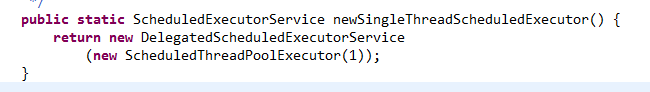 */
public static ScheduledExecutorService newSingleThreadScheduledExecutor() {
return new DelegatedScheduledExecutorService
(new ScheduledThreadPoolExecutor(1));
}